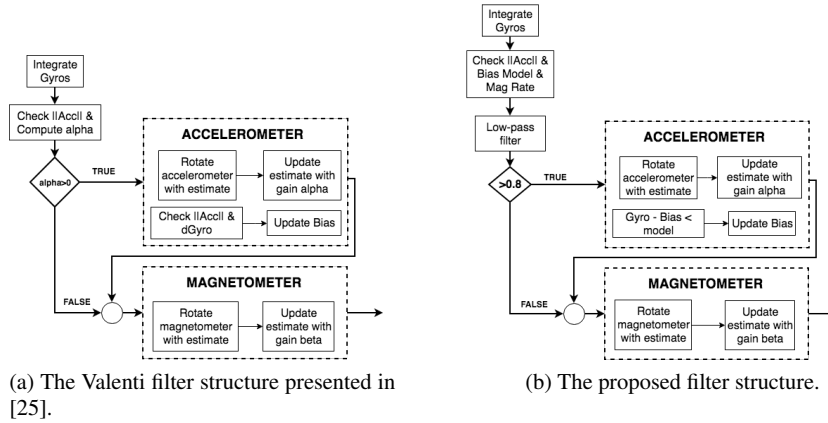 Integrate
Gyros
Check ||Acc|| &
Compute alpha
alpha>0
TRUE
FALSE
ACCELEROMETER
Rotate
accelerometer
with estimate
Update
estimate with
gain alpha
Check ||Acc|| &
dGyro
Update Bias
MAGNETOMETER
Rotate
magnetometer
with estimate
Update
estimate with
gain beta
(a) The Valenti filter structure presented in
[25].
Integrate
Gyros
Check ||Acc|| &
Bias Model &
Mag Rate
Low-pass
filter
>0.8
TRUE
FALSE
ACCELEROMETER
Rotate
accelerometer
with estimate
Update
estimate with
gain alpha
Gyro - Bias <
model
Update Bias
MAGNETOMETER
Rotate
magnetometer
with estimate
Update
estimate with
gain beta
(b) The proposed filter structure.